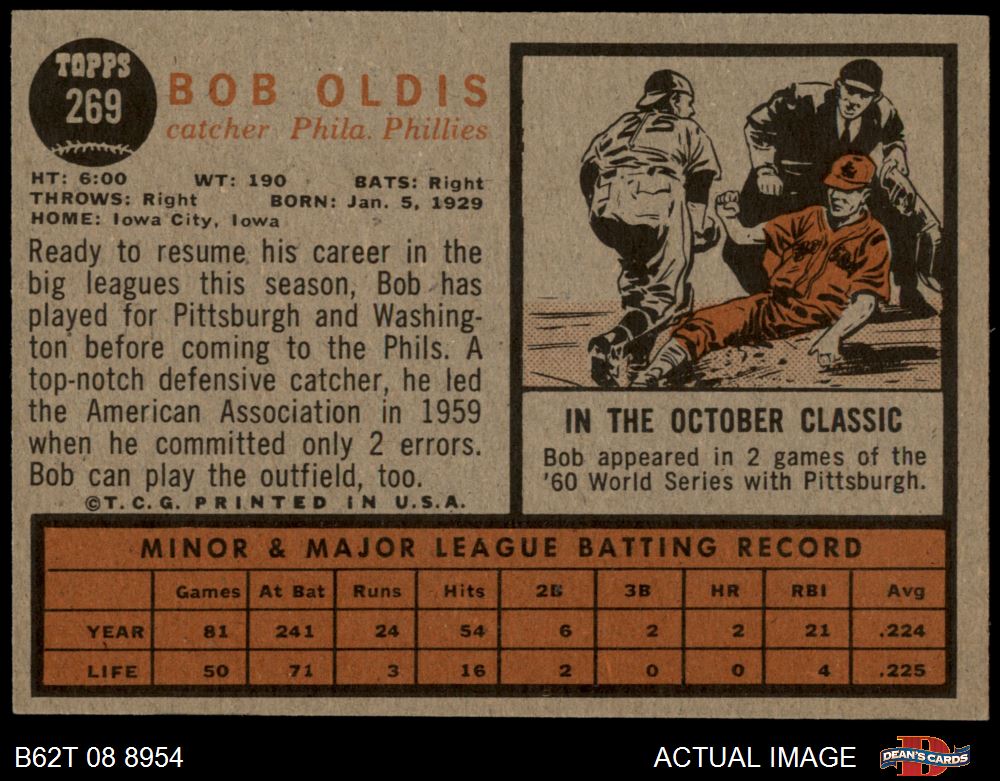 TOPPS
269
BOB OLDIS
catcher Phila. Phillies
HT: 6:00 WT: 190 BATS: Right
THROWS: Right BORN: Jan. 5, 1929
HOME: Iowa City, Iowa
Ready to resume his career in the
big leagues this season, Bob has
played for Pittsburgh and Washing-
ton before coming to the Phils. A
top-notch defensive catcher, he led
the American Association in 1959
when he committed only 2 errors.
Bob can play the outfield, too.
©T.C.G. PRINTED IN U.S.A.
IN THE OCTOBER CLASSIC
Bob appeared in 2 games of the
'60 World Series with Pittsburgh.
MINOR & MAJOR LEAGUE BATTING RECORD
Games At Bat Runs Hits 2B 3B HR RBI Avg
YEAR 81 241 24 54 6 2 2 21 .224
LIFE 50 71 3 16 2 0 0 4 .225
B62T 08 8954 ACTUAL IMAGE DEAN'S CARDS